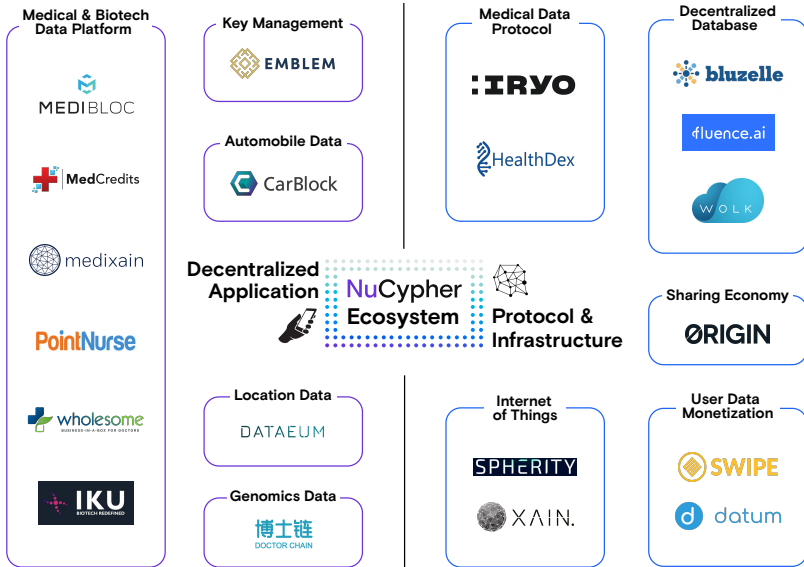 Medical & Biotech
Data Platform
MEDIBLOC
MedCredits
medixain
PointNurse
wholesome
BUSINESS-IN-A-BOX FOR DOCTORS
IKU
BIOTECH REDEFINED
Key Management
EMBLEM
Automobile Data
CarBlock
Decentralized
Application
NuCypher
Ecosystem
Protocol &
Infrastructure
Location Data
DATAEUM
Genomics Data
博士链
DOCTOR CHAIN
Medical Data
Protocol
:IRYO
HealthDex
Decentralized
Database
bluzelle
fluence.ai
WOLK
Sharing Economy
ORIGIN
Internet
of Things
SPHERITY
XAIN.
User Data
Monetization
SWIPE
d datum